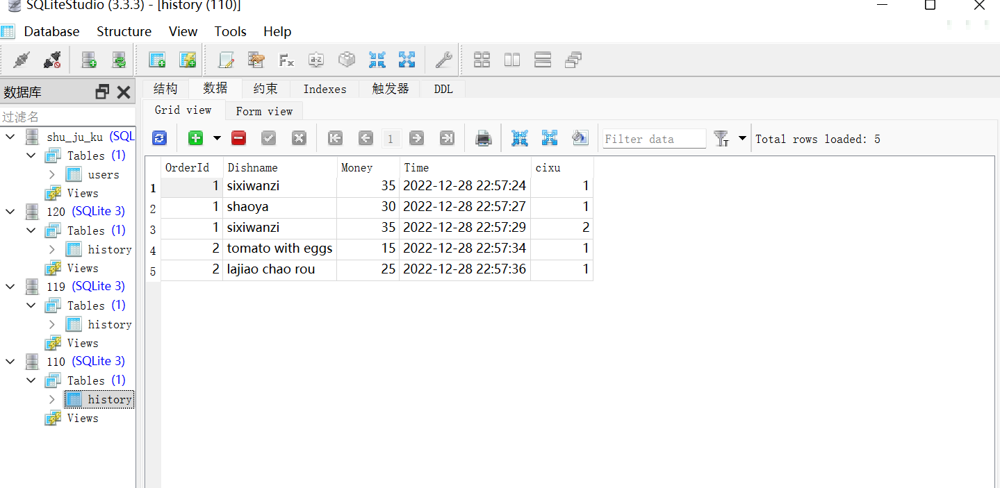 SQLiteStudio (3.3.3) - [history (110)]
Database Structure View Tools Help
数据库
过滤名
shu_ju_ku (SQL
Tables (1)
users
Views
120 (SQLite 3)
Tables (1)
history
Views
119 (SQLite 3)
Tables (1)
history
Views
110 (SQLite 3)
Tables (1)
history
Views
结构 数据 约束 Indexes 触发器 DDL
Grid view Form view
1 Filter data Total rows loaded: 5
OrderId Dishname Money Time cixu
1 1 sixiwanzi 35 2022-12-28 22:57:24 1
2 1 shaoya 30 2022-12-28 22:57:27 1
3 1 sixiwanzi 35 2022-12-28 22:57:29 2
4 2 tomato with eggs 15 2022-12-28 22:57:34 1
5 2 lajiao chao rou 25 2022-12-28 22:57:36 1